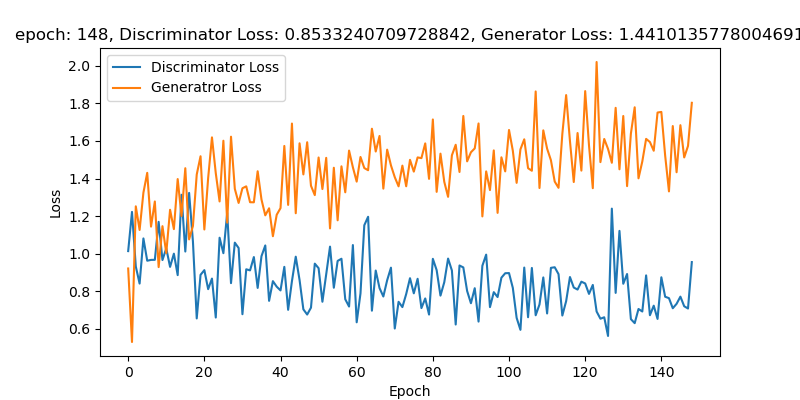 epoch: 148, Discriminator Loss: 0.8533240709728842, Generator Loss: 1.4410135778004691
Discriminator Loss
Generatror Loss
2.0
1.8
1.6
1.4
1.2
1.0
0.8
0.6
Loss
0 20 40 60 80 100 120 140
Epoch